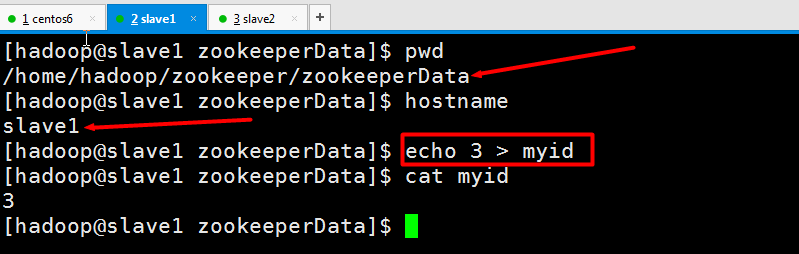 1 centos6 × 2 slave1 × 3 slave2 × +
[hadoop@slave1 zookeeperData]$ pwd
/home/hadoop/zookeeper/zookeeperData
[hadoop@slave1 zookeeperData]$ hostname
slave1
[hadoop@slave1 zookeeperData]$ echo 3 > myid
[hadoop@slave1 zookeeperData]$ cat myid
3
[hadoop@slave1 zookeeperData]$